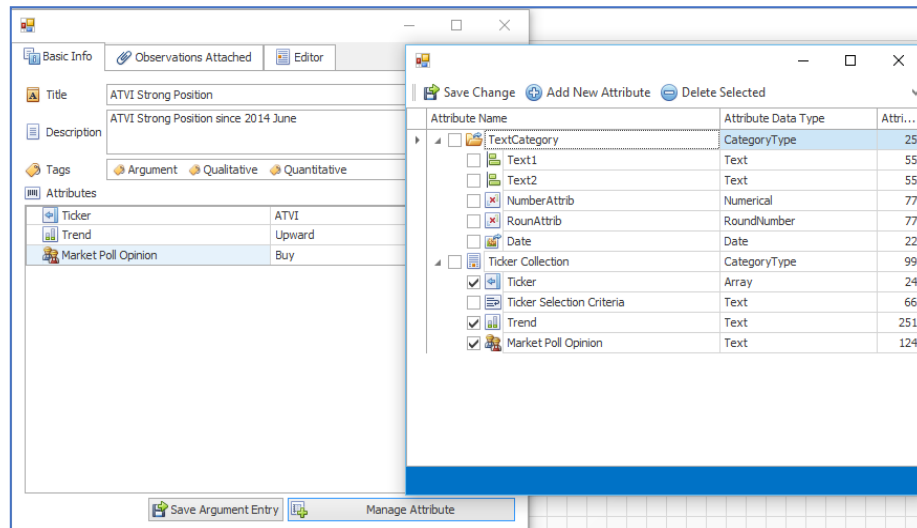 Basic Info
Observations Attached
Editor
Title
ATVI Strong Position
Description
ATVI Strong Position since 2014 June
Tags
Argument
Qualitative
Quantitative
Attributes
Ticker ATVI
Trend Upward
Market Poll Opinion Buy
Save Argument Entry
Manage Attribute
Save Change
Add New Attribute
Delete Selected
Attribute Name Attribute Data Type Attri...
TextCategory CategoryType 25
Text1 Text 55
Text2 Text 55
NumberAttrib Numerical 77
RounAttrib RoundNumber 77
Date Date 22
Ticker Collection CategoryType 99
Ticker Array 24
Ticker Selection Criteria Text 66
Trend Text 251
Market Poll Opinion Text 124